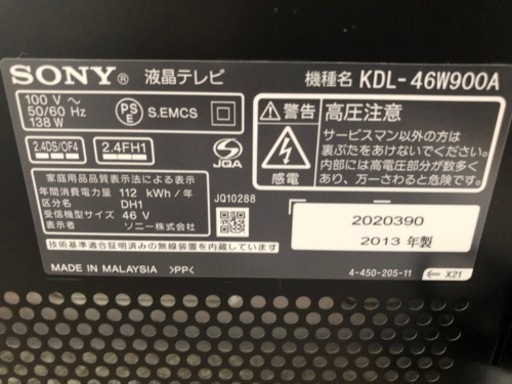 SONY® 液晶テレビ
機種名 KDL-46W900A
100 V ～
50/60 Hz
138 W
PS
E
S.EMCS
2.4DS/OF4
2.4FH1
JQA
家庭用品品質表示法による表示
年間消費電力量 112 kWh/年
区分名 DH1
受信機型サイズ 46 V
表示者 ソニー株式会社
JQ10288
技術基準適合証明済みの無線装置を内蔵しています。
MADE IN MALAYSIA >PP<
警告 高圧注意
感電
サービスマン以外の方は
裏ぶたをあけないでください。
内部には高電圧部分が数多く
あり、万一さわると危険です。
2020390
2013 年製
4-450-205-11
X21